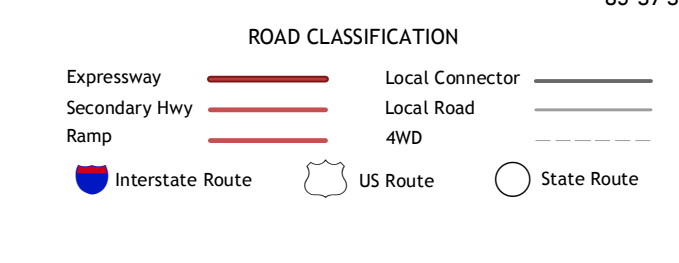 ROAD CLASSIFICATION
Expressway
Secondary Hwy
Ramp
Local Connector
Local Road
4WD
Interstate Route
US Route
State Route